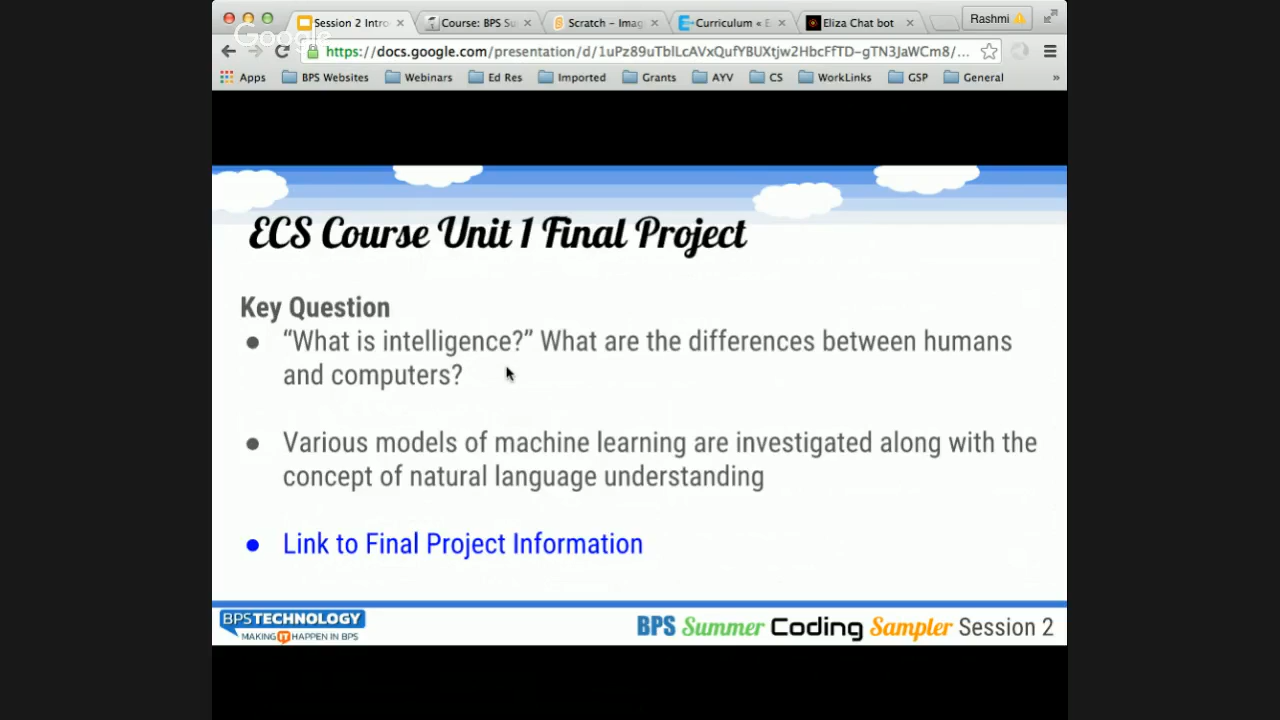 Session 2 Intro
Course: BPS Su
Scratch – Imag
Curriculum « E
Eliza Chat bot
Rashmi
Google
https://docs.google.com/presentation/d/1uPz89uTblLcAVxQufYBUXtjw2HbcFfTD-gTN3JaWCm8/...
Apps BPS Websites Webinars Ed Res Imported Grants AYV CS WorkLinks GSP General »
ECS Course Unit 1 Final Project
Key Question
● “What is intelligence?” What are the differences between humans
and computers?
● Various models of machine learning are investigated along with the
concept of natural language understanding
● Link to Final Project Information
BPSTECHNOLOGY
MAKING IT HAPPEN IN BPS
BPS Summer Coding Sampler Session 2